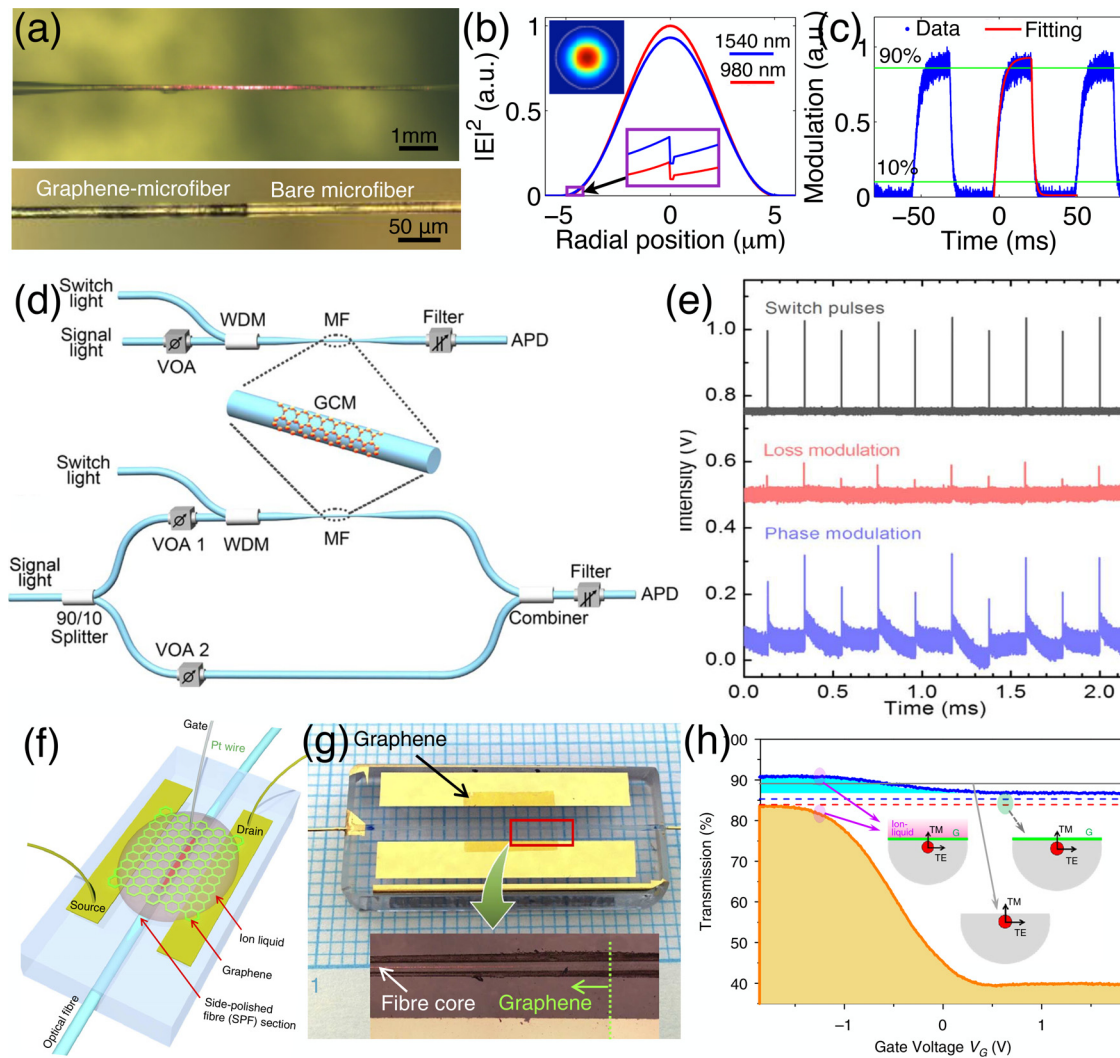 (a)
1mm
Graphene-microfiber Bare microfiber
50 μm
(b)
|E|² (a.u.)
1
0.5
0
1540 nm
980 nm
−5 0 5
Radial position (μm)
(c)
Data Fitting
Modulation (a.u.)
90%
10%
1
0.5
0
−50 0 50
Time (ms)
(d)
Switch
light
Signal
light
VOA
WDM
MF
Filter
APD
GCM
Switch
light
VOA 1
WDM
MF
Signal
light
90/10
Splitter
VOA 2
Combiner
Filter
APD
(e)
Switch pulses
Loss modulation
Phase modulation
Intensity (V)
1.0
0.8
0.6
0.4
0.2
0.0
0.0 0.5 1.0 1.5 2.0
Time (ms)
(f)
Gate
Pt wire
Drain
Source
Ion liquid
Graphene
Side-polished
fibre (SPF) section
Optical fibre
(g)
Graphene
1
Fibre core
Graphene
(h)
Transmission (%)
100
90
80
70
60
50
40
Ion-
liquid
TM
G
TE
TM
G
TE
TM
TE
−1 0 1
Gate Voltage VG (V)